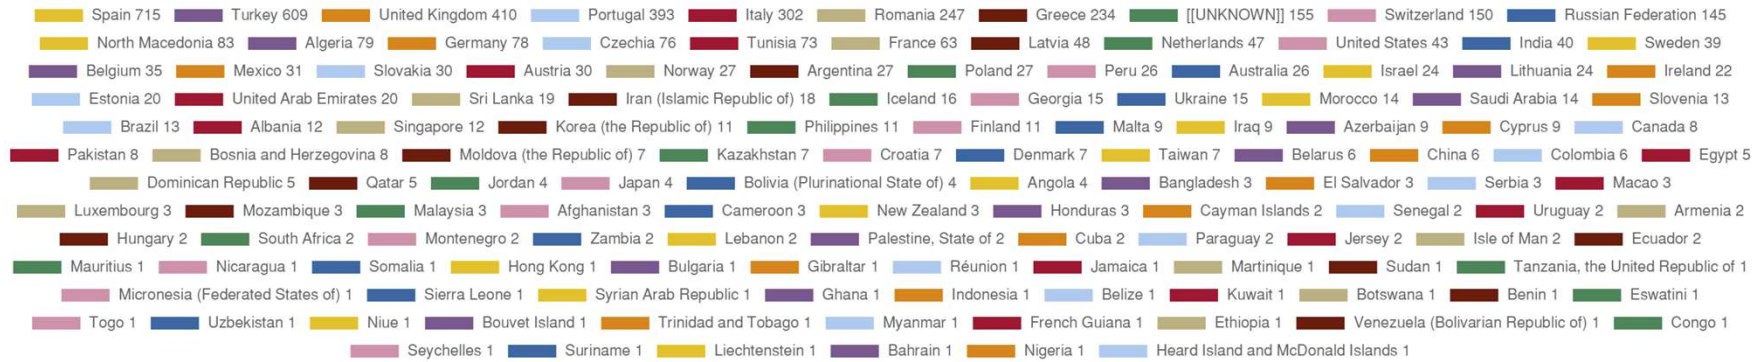 Spain 715 Turkey 609 United Kingdom 410 Portugal 393 Italy 302 Romania 247 Greece 234 [[UNKNOWN]] 155 Switzerland 150 Russian Federation 145
North Macedonia 83 Algeria 79 Germany 78 Czechia 76 Tunisia 73 France 63 Latvia 48 Netherlands 47 United States 43 India 40 Sweden 39
Belgium 35 Mexico 31 Slovakia 30 Austria 30 Norway 27 Argentina 27 Poland 27 Peru 26 Australia 26 Israel 24 Lithuania 24 Ireland 22
Estonia 20 United Arab Emirates 20 Sri Lanka 19 Iran (Islamic Republic of) 18 Iceland 16 Georgia 15 Ukraine 15 Morocco 14 Saudi Arabia 14 Slovenia 13
Brazil 13 Albania 12 Singapore 12 Korea (the Republic of) 11 Philippines 11 Finland 11 Malta 9 Iraq 9 Azerbaijan 9 Cyprus 9 Canada 8
Pakistan 8 Bosnia and Herzegovina 8 Moldova (the Republic of) 7 Kazakhstan 7 Croatia 7 Denmark 7 Taiwan 7 Belarus 6 China 6 Colombia 6 Egypt 5
Dominican Republic 5 Qatar 5 Jordan 4 Japan 4 Bolivia (Plurinational State of) 4 Angola 4 Bangladesh 3 El Salvador 3 Serbia 3 Macao 3
Luxembourg 3 Mozambique 3 Malaysia 3 Afghanistan 3 Cameroon 3 New Zealand 3 Honduras 3 Cayman Islands 2 Senegal 2 Uruguay 2 Armenia 2
Hungary 2 South Africa 2 Montenegro 2 Zambia 2 Lebanon 2 Palestine, State of 2 Cuba 2 Paraguay 2 Jersey 2 Isle of Man 2 Ecuador 2
Mauritius 1 Nicaragua 1 Somalia 1 Hong Kong 1 Bulgaria 1 Gibraltar 1 Réunion 1 Jamaica 1 Martinique 1 Sudan 1 Tanzania, the United Republic of 1
Micronesia (Federated States of) 1 Sierra Leone 1 Syrian Arab Republic 1 Ghana 1 Indonesia 1 Belize 1 Kuwait 1 Botswana 1 Benin 1 Eswatini 1
Togo 1 Uzbekistan 1 Niue 1 Bouvet Island 1 Trinidad and Tobago 1 Myanmar 1 French Guiana 1 Ethiopia 1 Venezuela (Bolivarian Republic of) 1 Congo 1
Seychelles 1 Suriname 1 Liechtenstein 1 Bahrain 1 Nigeria 1 Heard Island and McDonald Islands 1